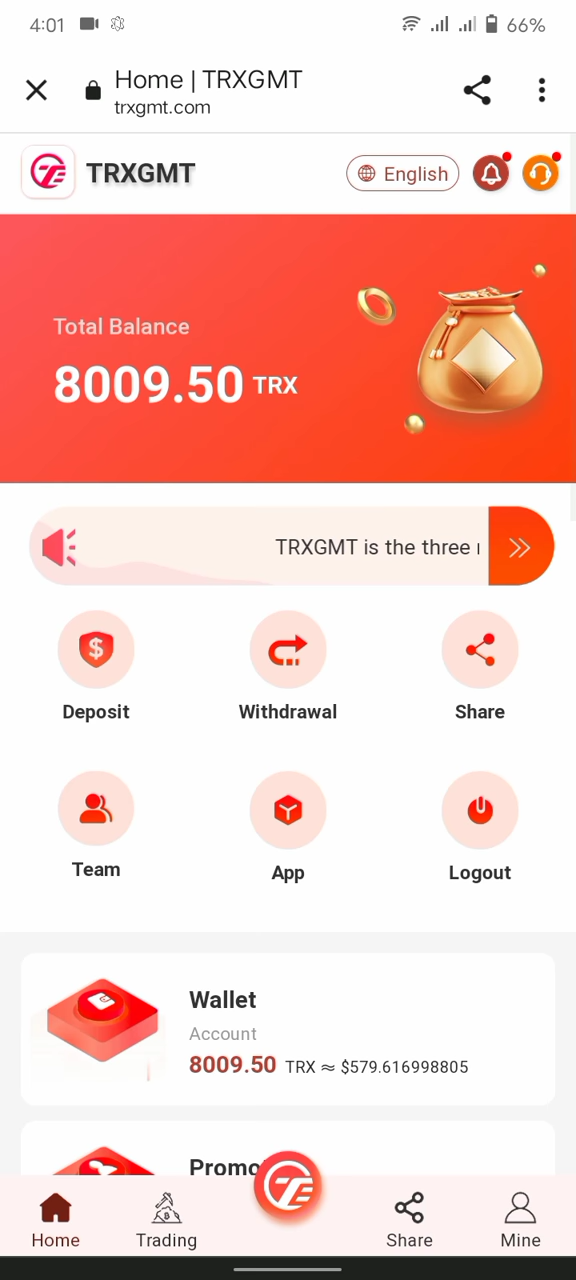 4:01
66%
Home | TRXGMT
trxgmt.com
TRXGMT
English
Total Balance
8009.50 TRX
TRXGMT is the three
Deposit
Withdrawal
Share
Team
App
Logout
Wallet
Account
8009.50 TRX ≈ $579.616998805
Promo
Home
Trading
Share
Mine